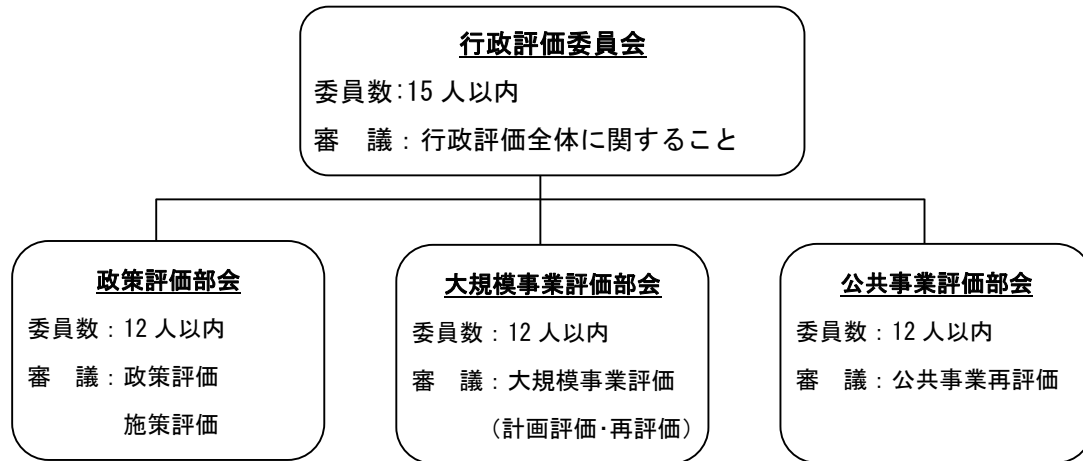 行政評価委員会
委員数:15 人以内
審　議：行政評価全体に関すること
政策評価部会
委員数：12 人以内
審　議：政策評価
施策評価
大規模事業評価部会
委員数：12 人以内
審　議：大規模事業評価
（計画評価・再評価）
公共事業評価部会
委員数：12 人以内
審　議：公共事業再評価